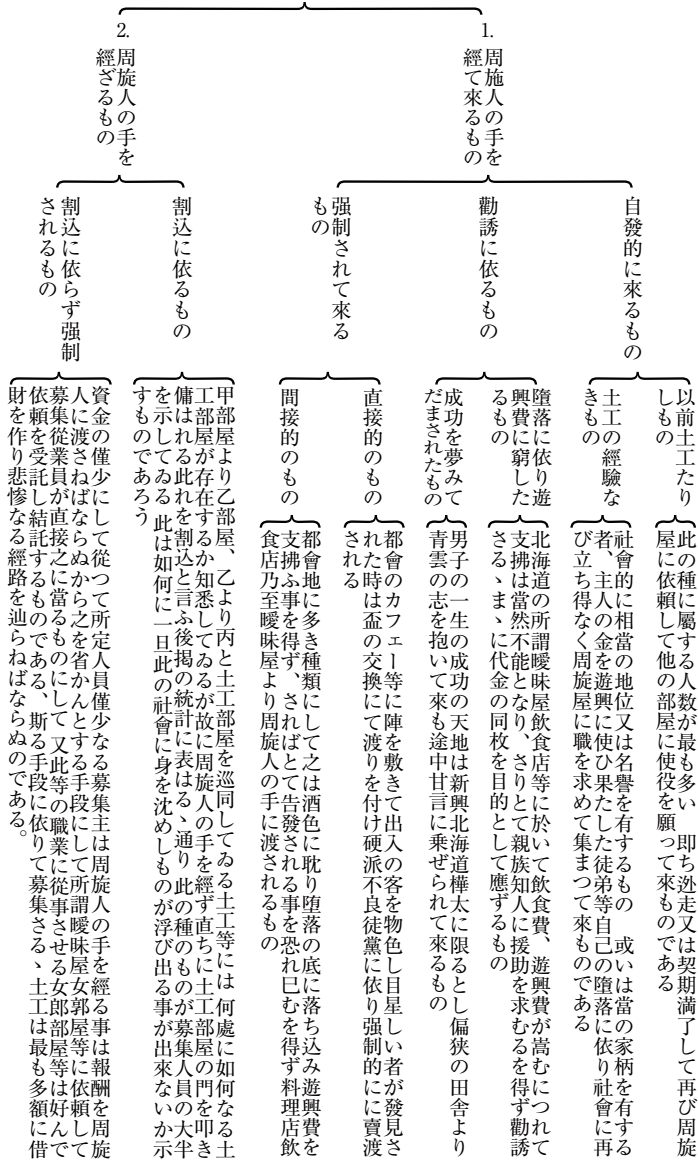 1.
周施人の手を
經て來るもの
自發的に來るもの
以前土工たり
しもの
此の種に屬する人数が最も多い 即ち迯走又は契期滿了して再び周旋
屋に依頼して他の部屋に使役を願って來ものである
土工の經驗な
きもの
社會的に相當の地位又は名譽を有するもの 或いは當の家柄を有する
者、主人の金を遊興に使ひ果たした徒弟等自己の墮落に依り社會に再
び立ち得なく周旋屋に職を求めて集まつて來ものである
勸誘に依るもの
墮落に依り遊
興費に窮した
るもの
北海道の所謂曖昧屋飲食店等に於いて飲食費、遊興費が嵩むにつれて
支拂は當然不能となり、さりとて親族知人に援助を求むるを得ず勸誘
さるゝまゝに代金の同枚を目的として應ずるもの
成功を夢みて
だまされたもの
男子の一生の成功の天地は新興北海道樺太に限るとし偏狹の田舎より
青雲の志を抱いて來も途中甘言に乘ぜられて來るもの
强制されて來る
もの
直接的のもの
都會のカフェー等に陣を敷きて出入の客を物色し目星しい者が發見さ
れた時は盃の交換にて渡りを付け硬派不良徒黨に依り强制的にに賣渡
される
間接的のもの
都會地に多き種類にして之は酒色に耽り墮落の底に落ち込み遊興費を
支拂ふ事を得ず、さればとて告發される事を恐れ巳むを得ず料理店飲
食店乃至曖昧屋より周旋人の手に渡されるもの
2.
周旋人の手を
經ざるもの
割込に依るもの
甲部屋より乙部屋、乙より丙と土工部屋を巡同してゐる土工等には 何處に如何なる土
工部屋が存在するか知悉してゐるが故に周旋人の手を經ず直ちに土工部屋の門を叩き
傭はれる此れを割込と言ふ後掲の統計に表はるゝ通り 此の種のものが募集人員の大半
を示してゐる 此は如何に一旦此の社會に身を沈めしものが浮び出る事が出來ないか示
すものであろう
割込に依らず强制
されるもの
資金の僅少にして從つて所定人員僅少なる募集主は周旋人の手を經る事は報酬を周旋
人に渡さねばならぬから之を省かんとする手段にして所謂曖昧屋女郭屋等に依頼して
募集從業員が直接之に當るものにして 又此等の職業に從事させる女郎部屋等は好んで
依頼を受託し結託するものである、斯る手段に依りて募集さるゝ土工は最も多額に借
財を作り悲慘なる經路を辿らねばならぬのである。